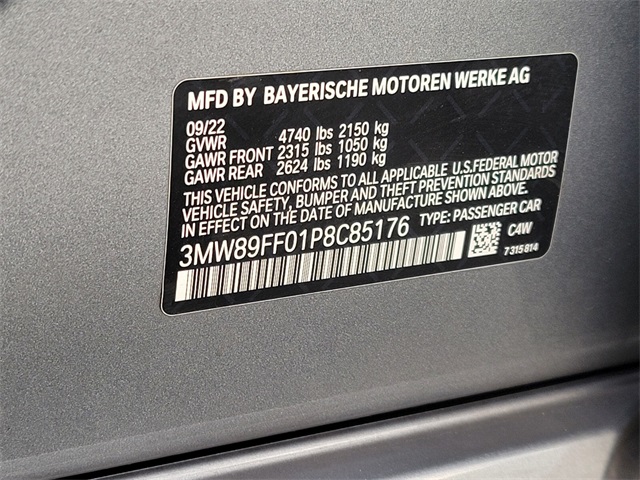 MFD BY BAYERISCHE MOTOREN WERKE AG
09/22
GVWR 4740 lbs 2150 kg
GAWR FRONT 2315 lbs 1050 kg
GAWR REAR 2624 lbs 1190 kg
THIS VEHICLE CONFORMS TO ALL APPLICABLE U.S.FEDERAL MOTOR
VEHICLE SAFETY, BUMPER AND THEFT PREVENTION STANDARDS
IN EFFECT ON THE DATE OF MANUFACTURE SHOWN ABOVE.
3MW89FF01P8C85176 TYPE: PASSENGER CAR
C4W
7315814